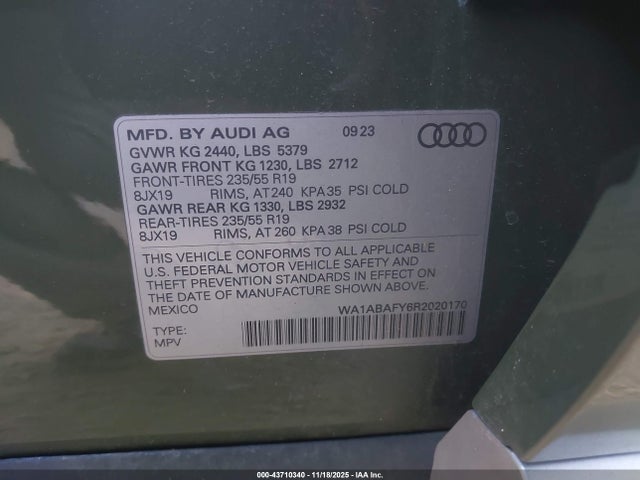 MFD. BY AUDI AG 09 23
GVWR KG 2440, LBS 5379
GAWR FRONT KG 1230, LBS 2712
FRONT-TIRES 235/55 R19
8JX19 RIMS, AT 240 KPA 35 PSI COLD
GAWR REAR KG 1330, LBS 2932
REAR-TIRES 235/55 R19
8JX19 RIMS, AT 260 KPA 38 PSI COLD
THIS VEHICLE CONFORMS TO ALL APPLICABLE
U.S. FEDERAL MOTOR VEHICLE SAFETY AND
THEFT PREVENTION STANDARDS IN EFFECT ON
THE DATE OF MANUFACTURE SHOWN ABOVE.
MEXICO WA1ABAFY6R2020170
TYPE:
MPV
000-43710340 - 11/18/2025 - IAA Inc.